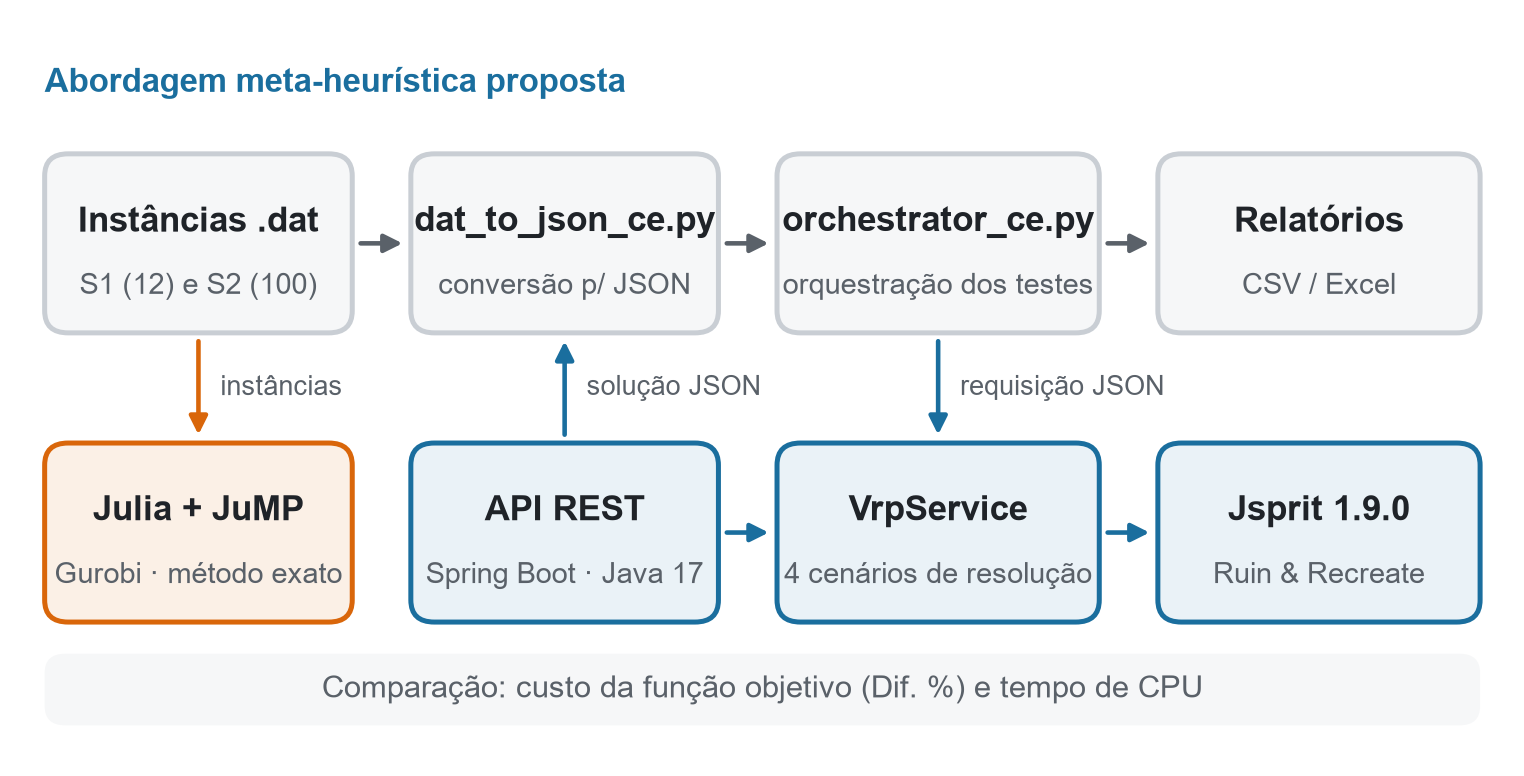 Abordagem meta-heurística proposta
Instâncias .dat
S1 (12) e S2 (100)
dat_to_json_ce.py
conversão p/ JSON
orchestrator_ce.py
orquestração dos testes
Relatórios
CSV / Excel
instâncias
solução JSON
requisição JSON
Julia + JuMP
Gurobi · método exato
API REST
Spring Boot · Java 17
VrpService
4 cenários de resolução
Jsprit 1.9.0
Ruin & Recreate
Comparação: custo da função objetivo (Dif. %) e tempo de CPU